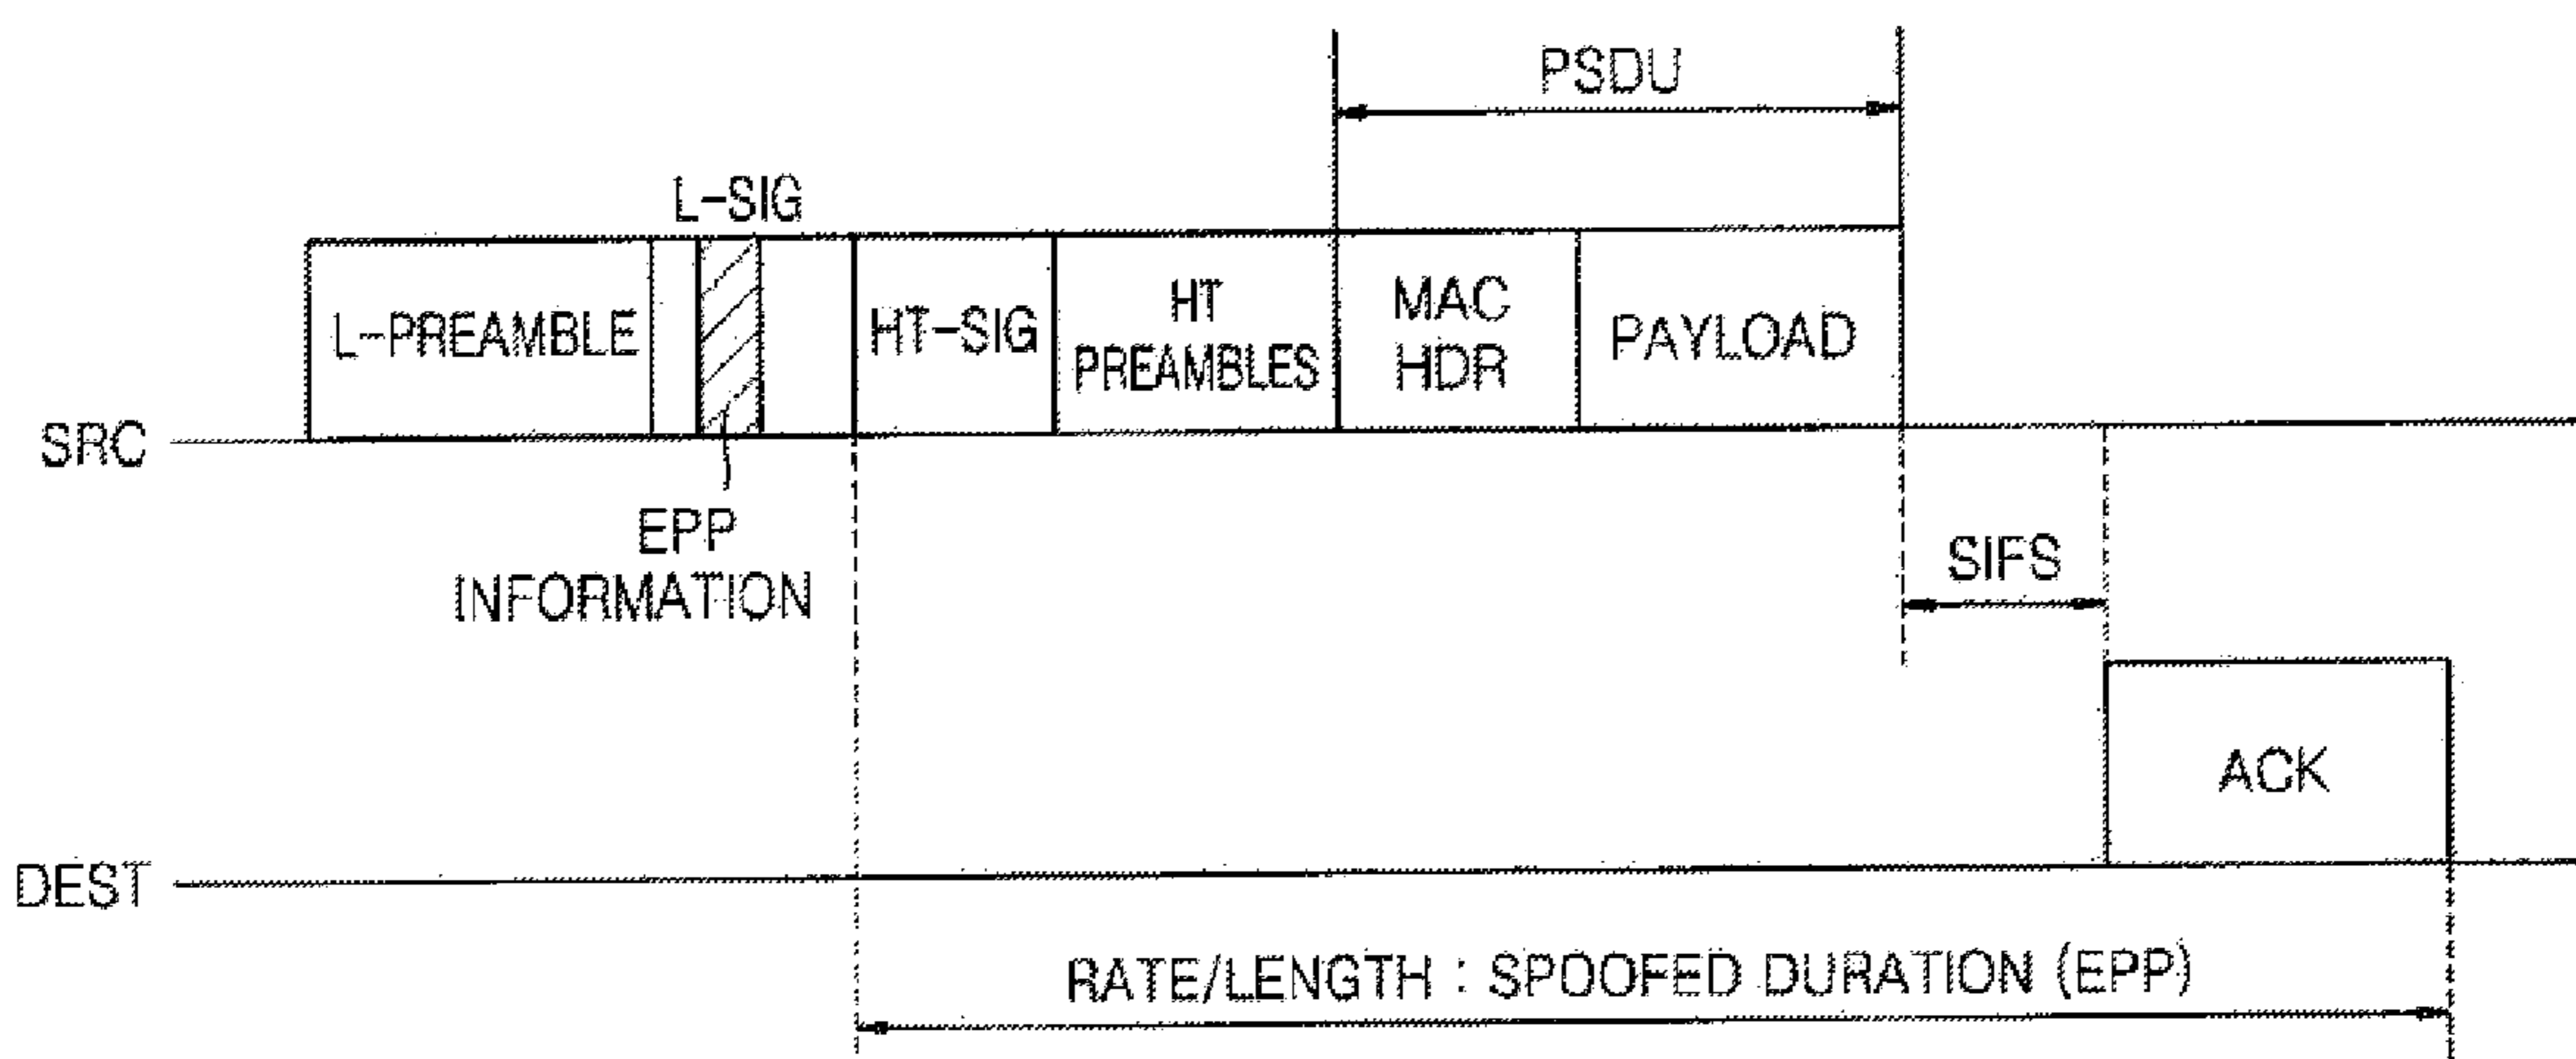 PSDU
L-SIG
L-PREAMBLE
HT-SIG
HT
PREAMBLES
MAC
HDR
PAYLOAD
SRC
EPP
INFORMATION
SIFS
ACK
DEST
RATE/LENGTH : SPOOFED DURATION (EPP)